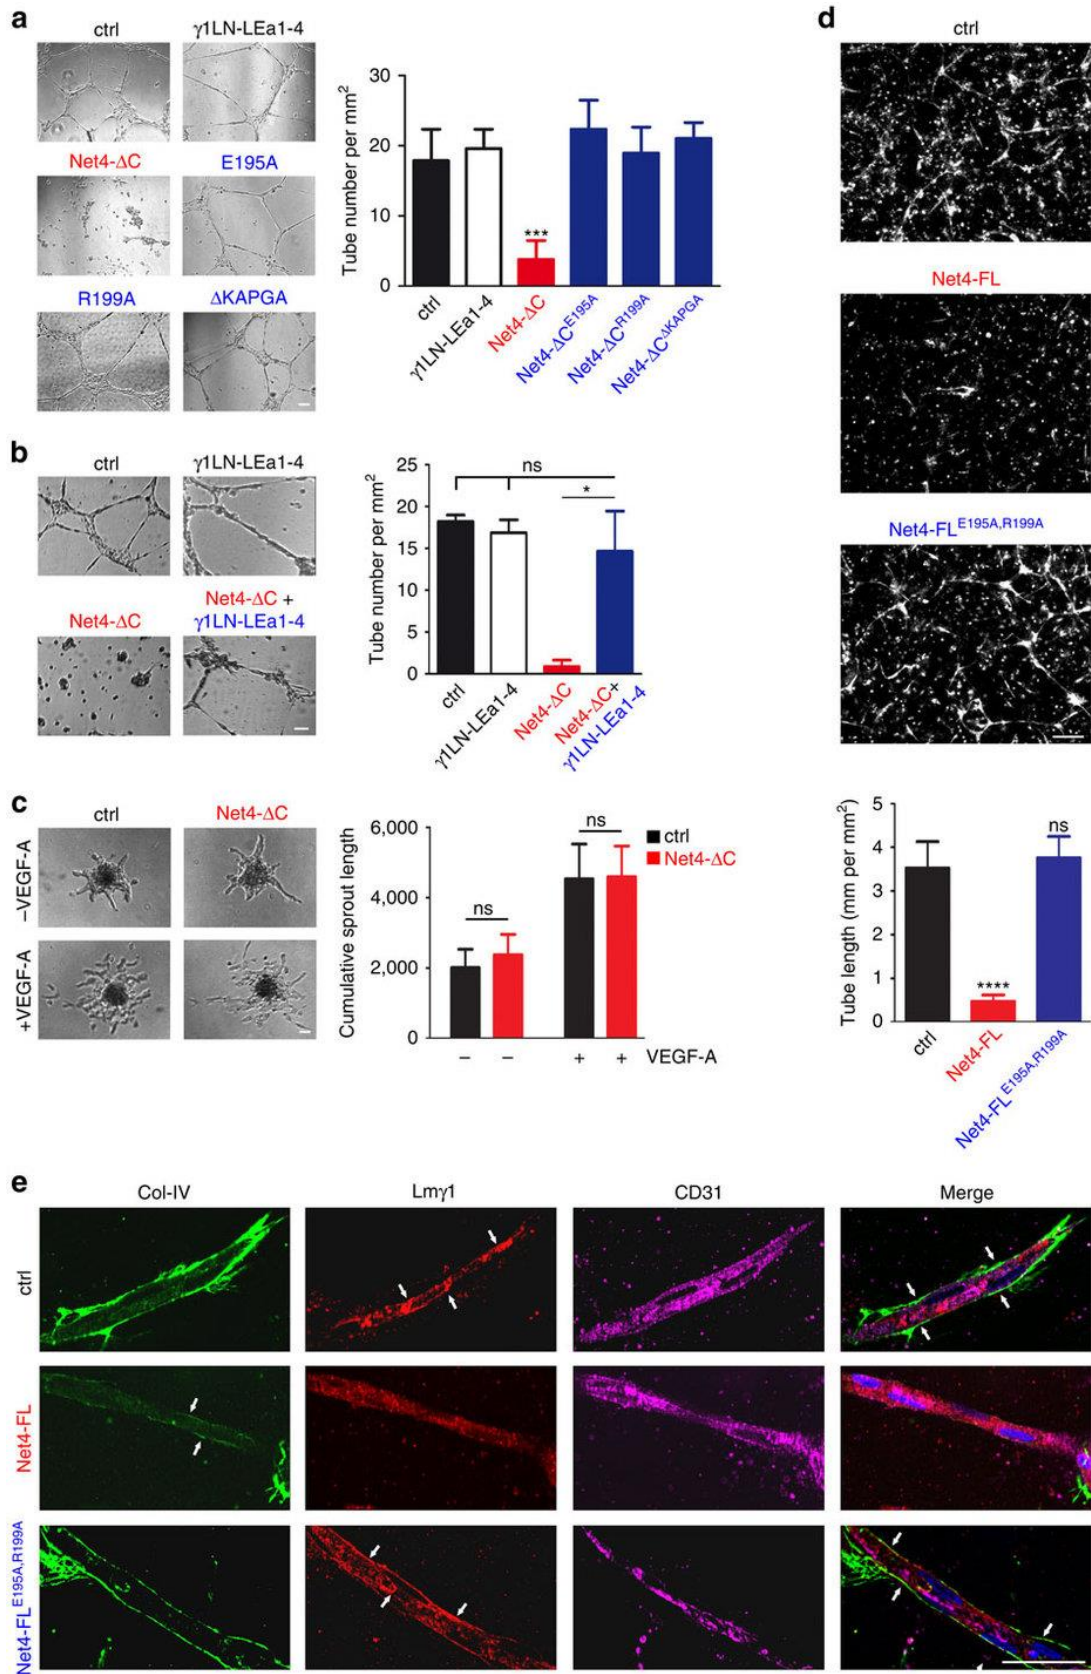 a
ctrl
γ1LN-LEa1-4
Net4-ΔC
E195A
R199A
ΔKAPGA
Tube number per mm²
30
20
10
0
***
ctrl
γ1LN-LEa1-4
Net4-ΔC
Net4-ΔC^E195A
Net4-ΔC^R199A
Net4-ΔC^ΔKAPGA
b
ctrl
γ1LN-LEa1-4
Net4-ΔC
Net4-ΔC +
γ1LN-LEa1-4
Tube number per mm²
25
20
15
10
5
0
ns
*
ctrl
γ1LN-LEa1-4
Net4-ΔC
Net4-ΔC+
γ1LN-LEa1-4
c
ctrl
Net4-ΔC
–VEGF-A
+VEGF-A
Cumulative sprout length
6,000
4,000
2,000
0
ns
ns
ctrl
Net4-ΔC
– – + + VEGF-A
d
ctrl
Net4-FL
Net4-FL^E195A,R199A
Tube length (mm per mm²)
5
4
3
2
1
0
****
ns
ctrl
Net4-FL
Net4-FL^E195A,R199A
e
Col-IV
Lmγ1
CD31
Merge
ctrl
Net4-FL
Net4-FL^E195A,R199A